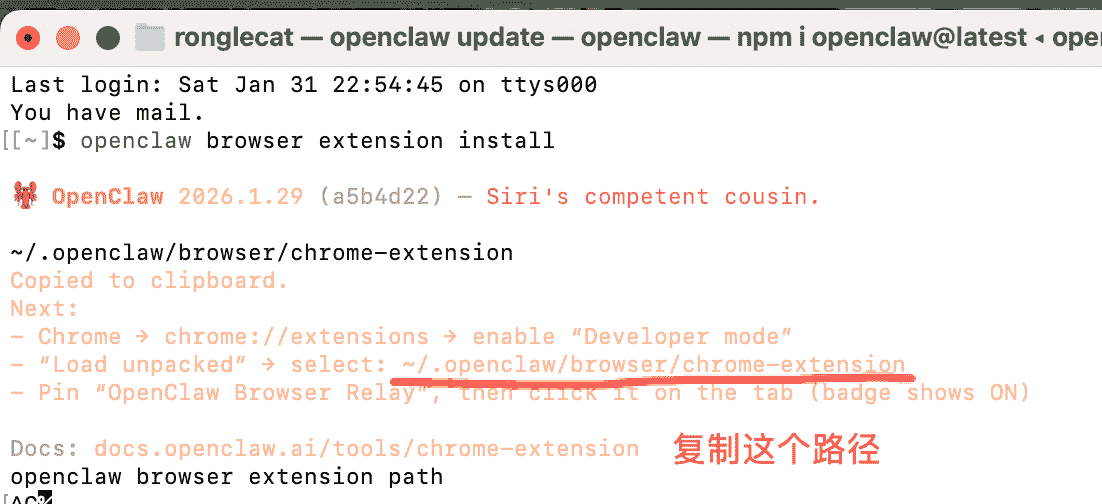 ronglecat — openclaw update — openclaw — npm i openclaw@latest ◂ ope
Last login: Sat Jan 31 22:54:45 on ttys000
You have mail.
[[~]$ openclaw browser extension install
🦞 OpenClaw 2026.1.29 (a5b4d22) — Siri's competent cousin.
~/.openclaw/browser/chrome-extension
Copied to clipboard.
Next:
- Chrome → chrome://extensions → enable “Developer mode”
- “Load unpacked” → select: ~/.openclaw/browser/chrome-extension
- Pin “OpenClaw Browser Relay”, then click it on the tab (badge shows ON)
Docs: docs.openclaw.ai/tools/chrome-extension
复制这个路径
openclaw browser extension path